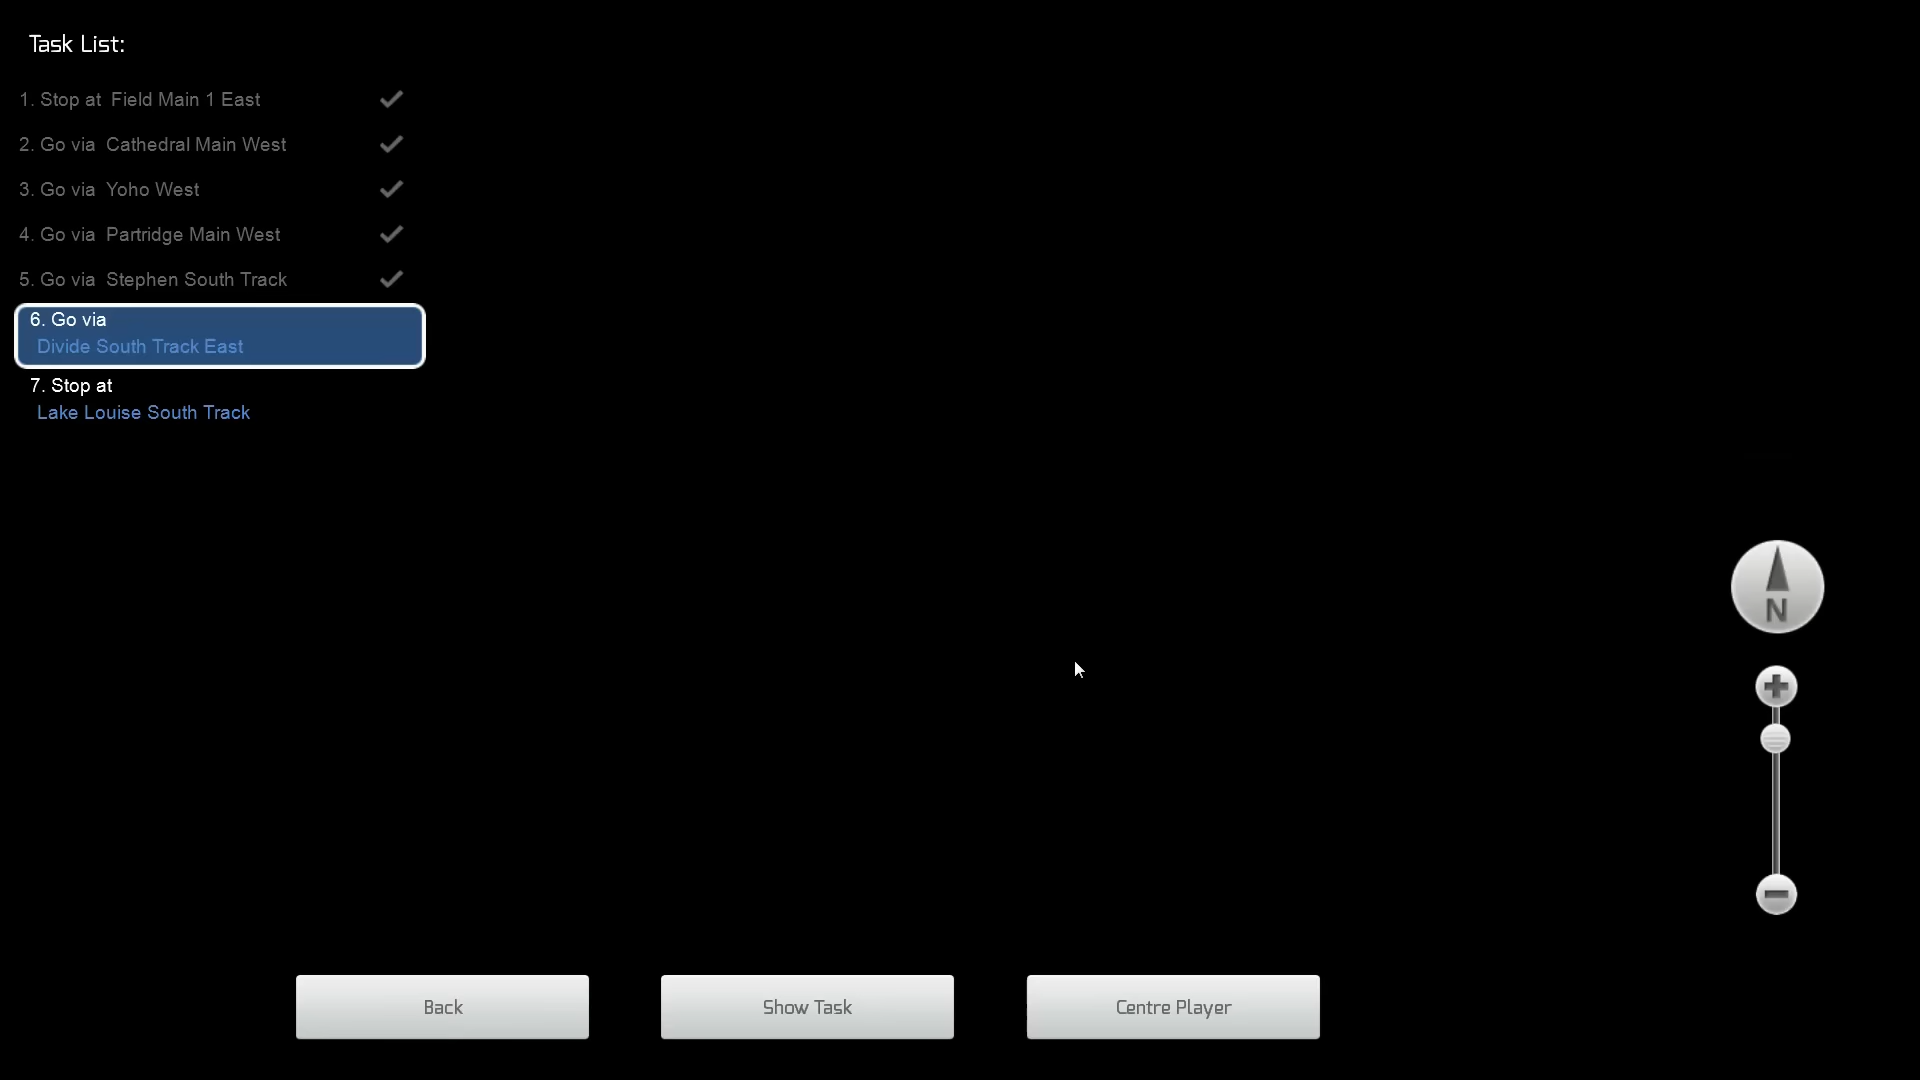 Task List:
1. Stop at Field Main 1 East
2. Go via Cathedral Main West
3. Go via Yoho West
4. Go via Partridge Main West
5. Go via Stephen South Track
6. Go via
Divide South Track East
7. Stop at
Lake Louise South Track
N
Back
Show Task
Centre Player